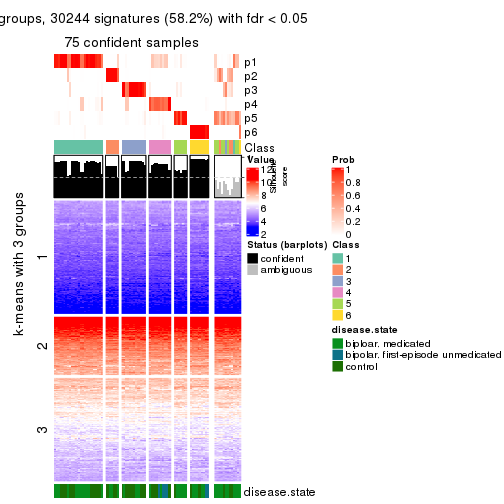 groups, 30244 signatures (58.2%) with fdr < 0.05
75 confident samples
p1
p2
p3
p4
p5
p6
Class
1
2
3
k-means with 3 groups
disease.state
Value
12
10
8
6
4
2
score
Status (barplots)
confident
ambiguous
Prob
1
0.8
0.6
0.4
0.2
0
Class
1
2
3
4
5
6
disease.state
biploar. medicated
bipolar. first-episode unmedicated
control